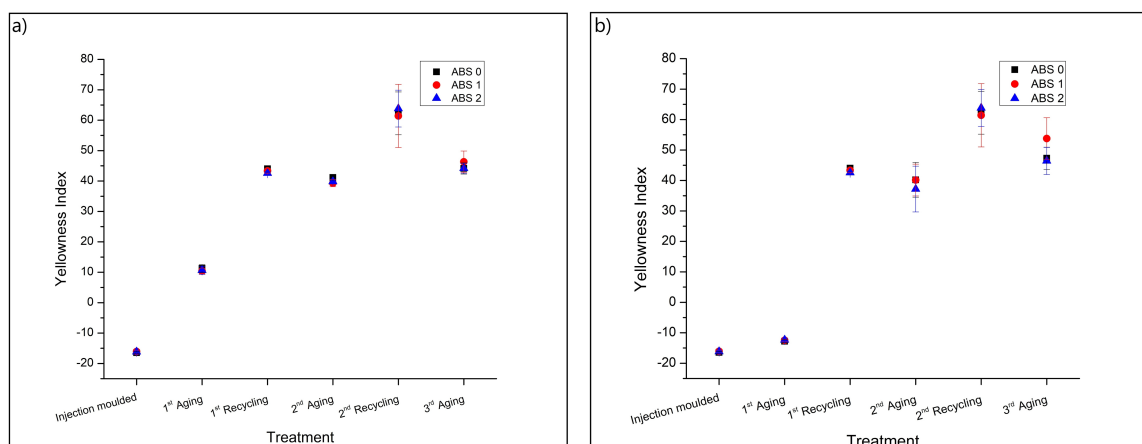 a)
80
70
60
50
40
30
20
10
0
-10
-20
Yellowness Index
ABS 0
ABS 1
ABS 2
Injection moulded
1st Aging
1st Recycling
2nd Aging
2nd Recycling
3rd Aging
Treatment
b)
80
70
60
50
40
30
20
10
0
-10
-20
Yellowness Index
ABS 0
ABS 1
ABS 2
Injection moulded
1st Aging
1st Recycling
2nd Aging
2nd Recycling
3rd Aging
Treatment